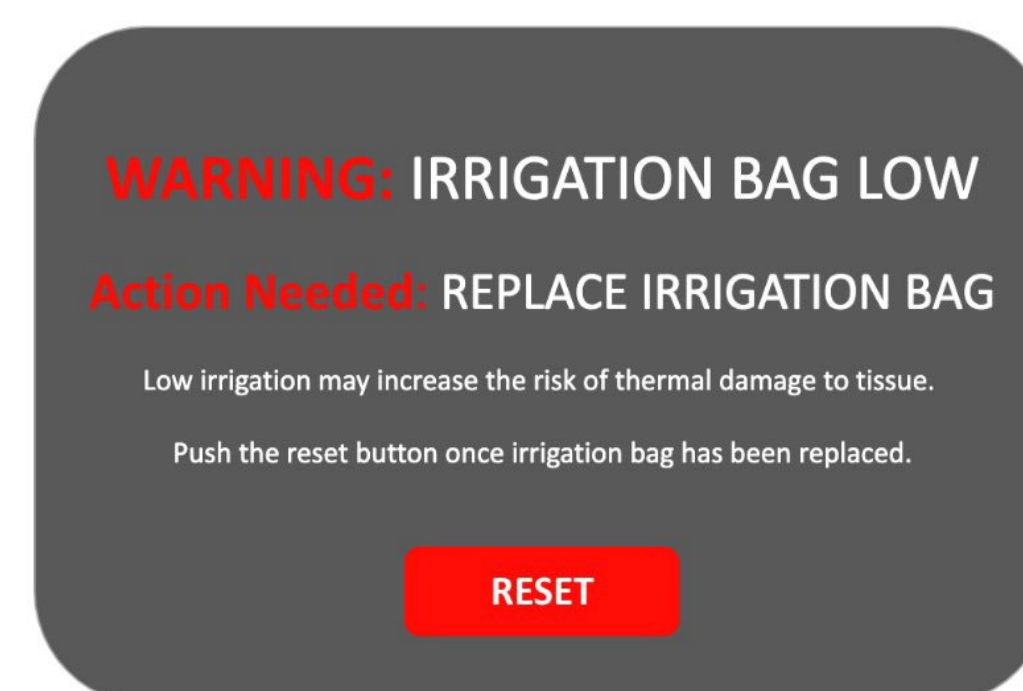 WARNING: IRRIGATION BAG LOW
Action Needed: REPLACE IRRIGATION BAG
Low irrigation may increase the risk of thermal damage to tissue.
Push the reset button once irrigation bag has been replaced.
RESET